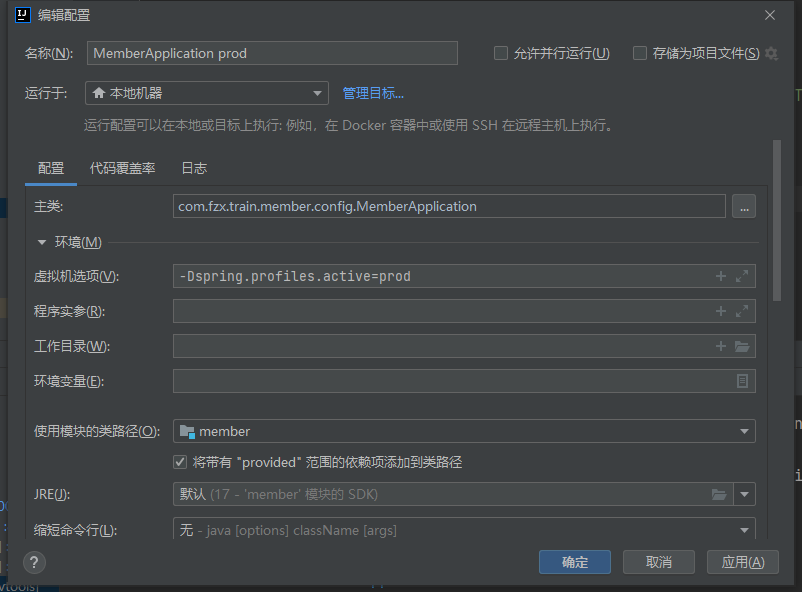 编辑配置
名称(N): MemberApplication prod 允许并行运行(U) 存储为项目文件(S)
运行于: 本地机器 管理目标...
运行配置可以在本地或目标上执行: 例如，在 Docker 容器中或使用 SSH 在远程主机上执行。
配置 代码覆盖率 日志
主类: com.fzx.train.member.config.MemberApplication ...
环境(M)
虚拟机选项(V): -Dspring.profiles.active=prod
程序实参(R):
工作目录(W):
环境变量(E):
使用模块的类路径(O): member
将带有 "provided" 范围的依赖项添加到类路径
JRE(J): 默认 (17 - 'member' 模块的 SDK)
缩短命令行(L): 无 - java [options] className [args]
? 确定 取消 应用(A)